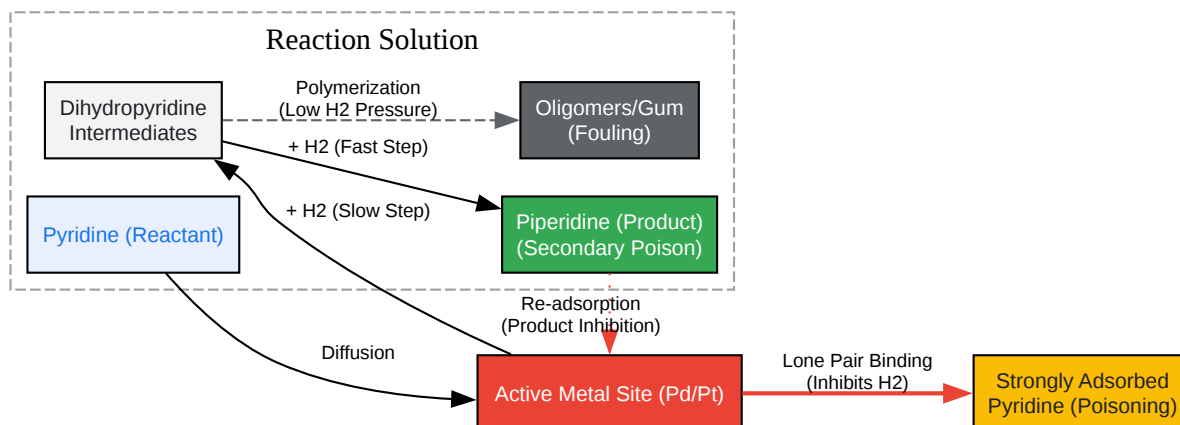 Reaction Solution
Dihydropyridine
Intermediates
Polymerization
(Low H2 Pressure)
Oligomers/Gum
(Fouling)
+ H2 (Fast Step)
+ H2 (Slow Step)
Pyridine (Reactant)
Piperidine (Product)
(Secondary Poison)
Re-adsorption
(Product Inhibition)
Diffusion
Active Metal Site (Pd/Pt)
Lone Pair Binding
(Inhibits H2)
Strongly Adsorbed
Pyridine (Poisoning)